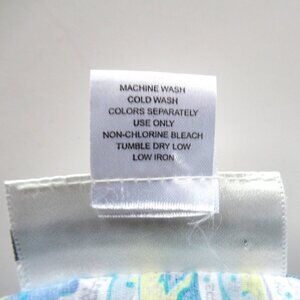 MACHINE WASH
COLD WASH
COLORS SEPARATELY
USE ONLY
NON-CHLORINE BLEACH
TUMBLE DRY LOW
LOW IRON